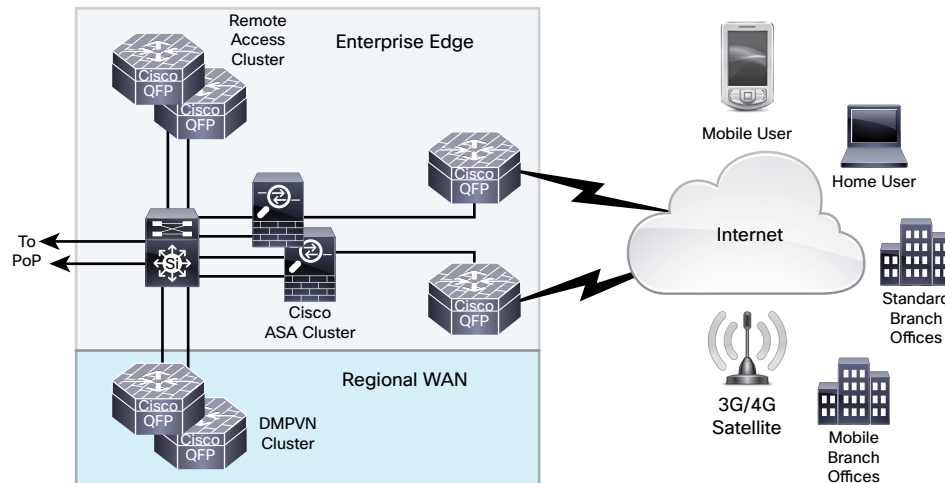 Remote
Access
Cluster
Enterprise Edge
Cisco
QFP
Cisco
QFP
Mobile User
Home User
Cisco
QFP
To
PoP
Si
Internet
Cisco
QFP
Cisco
ASA Cluster
Standard
Branch
Offices
Regional WAN
Cisco
QFP
Cisco
QFP
DMPVN
Cluster
3G/4G
Satellite
Mobile
Branch
Offices